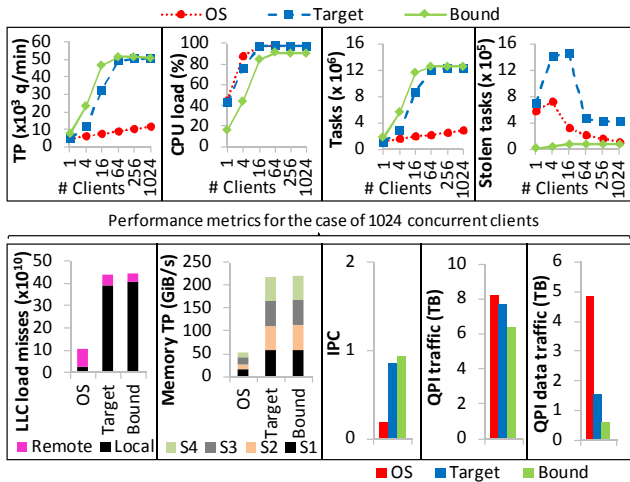 OS Target Bound
TP (x10³ q/min)
60
50
40
30
20
10
0
1 4 16 64 256 1024
# Clients
CPU load (%)
100
80
60
40
20
0
1 4 16 64 256 1024
# Clients
Tasks (x 10⁶)
16
12
8
4
0
1 4 16 64 256 1024
# Clients
Stolen tasks (x 10⁵)
16
12
8
4
0
1 4 16 64 256 1024
# Clients
Performance metrics for the case of 1024 concurrent clients
LLC load misses (x10¹⁰)
50
40
30
20
10
0
OS Target Bound
Remote Local
Memory TP (GiB/s)
250
200
150
100
50
0
OS Target Bound
S4 S3 S2 S1
IPC
2
1
0
QPI traffic (TB)
10
8
6
4
2
0
QPI data traffic (TB)
6
5
4
3
2
1
0
OS Target Bound